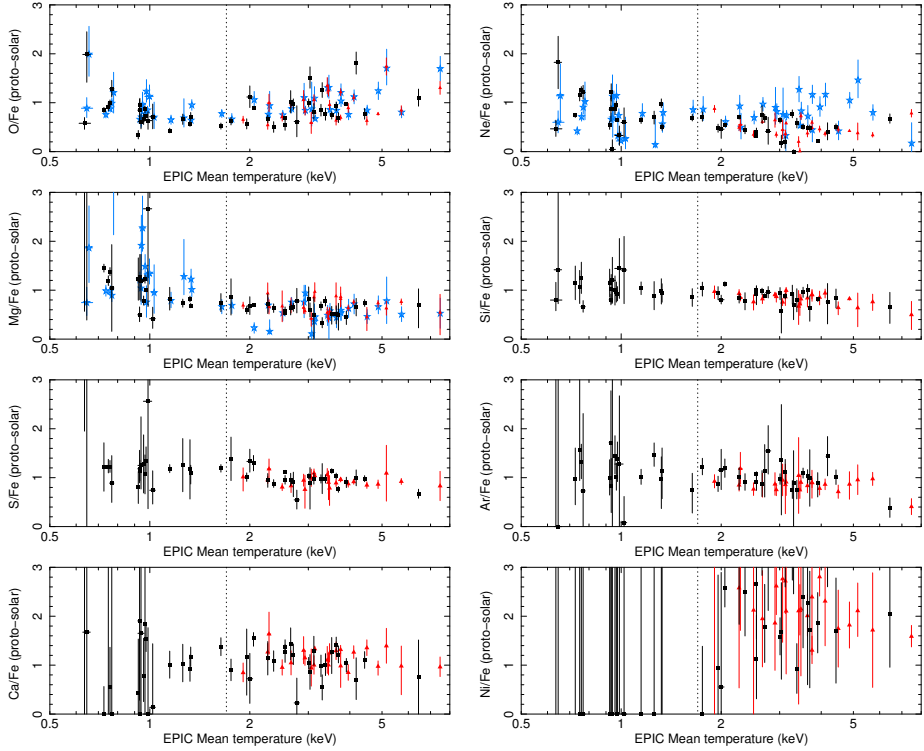 O/Fe (proto−solar)
0 1 2 3
0.5 1 2 5
EPIC Mean temperature (keV)
Ne/Fe (proto−solar)
0 1 2 3
0.5 1 2 5
EPIC Mean temperature (keV)
Mg/Fe (proto−solar)
0 1 2 3
0.5 1 2 5
EPIC Mean temperature (keV)
Si/Fe (proto−solar)
0 1 2 3
0.5 1 2 5
EPIC Mean temperature (keV)
S/Fe (proto−solar)
0 1 2 3
0.5 1 2 5
EPIC Mean temperature (keV)
Ar/Fe (proto−solar)
0 1 2 3
0.5 1 2 5
EPIC Mean temperature (keV)
Ca/Fe (proto−solar)
0 1 2 3
0.5 1 2 5
EPIC Mean temperature (keV)
Ni/Fe (proto−solar)
0 1 2 3
0.5 1 2 5
EPIC Mean temperature (keV)